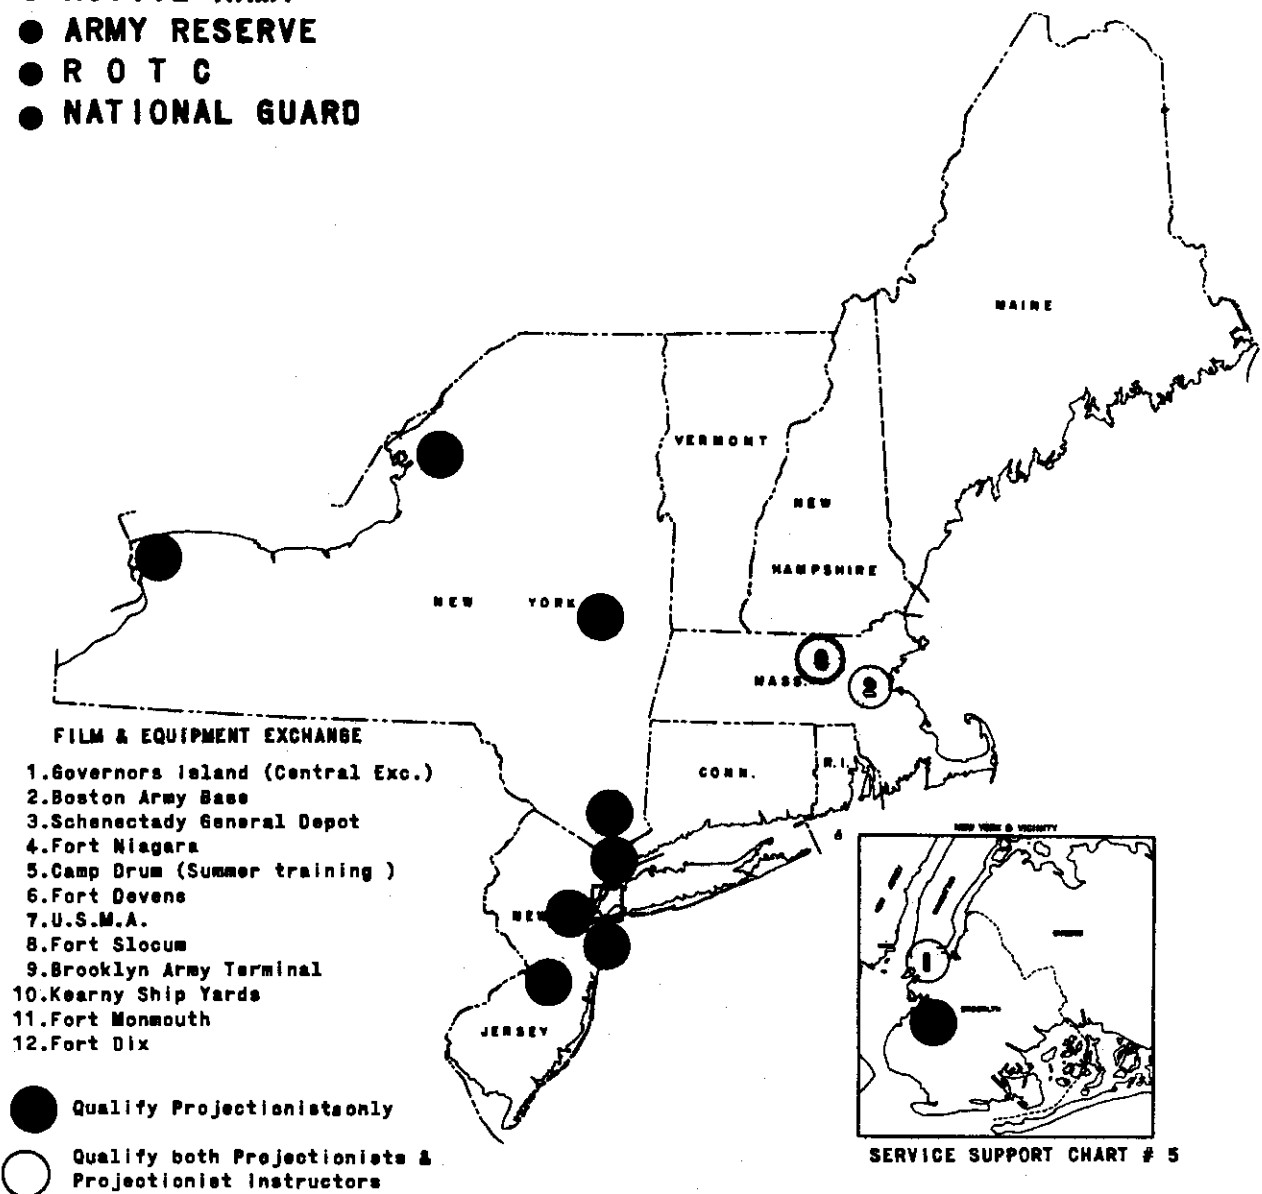 ARMY RESERVE
R O T C
NATIONAL GUARD
MAINE
VERMONT
NEW
HAMPSHIRE
NEW YORK
MASS.
6
2
CONN.
R.I.
FILM & EQUIPMENT EXCHANGE
1.Governors Island (Central Exc.)
2.Boston Army Base
3.Schenectady General Depot
4.Fort Niagara
5.Camp Drum (Summer training )
6.Fort Devens
7.U.S.M.A.
8.Fort Slocum
9.Brooklyn Army Terminal
10.Kearny Ship Yards
11.Fort Monmouth
12.Fort Dix
NEW
JERSEY
NEW YORK & VICINITY
QUEENS
1
BROOKLYN
Qualify Projectionistsonly
Qualify both Projectionists &
Projectionist Instructors
SERVICE SUPPORT CHART # 5